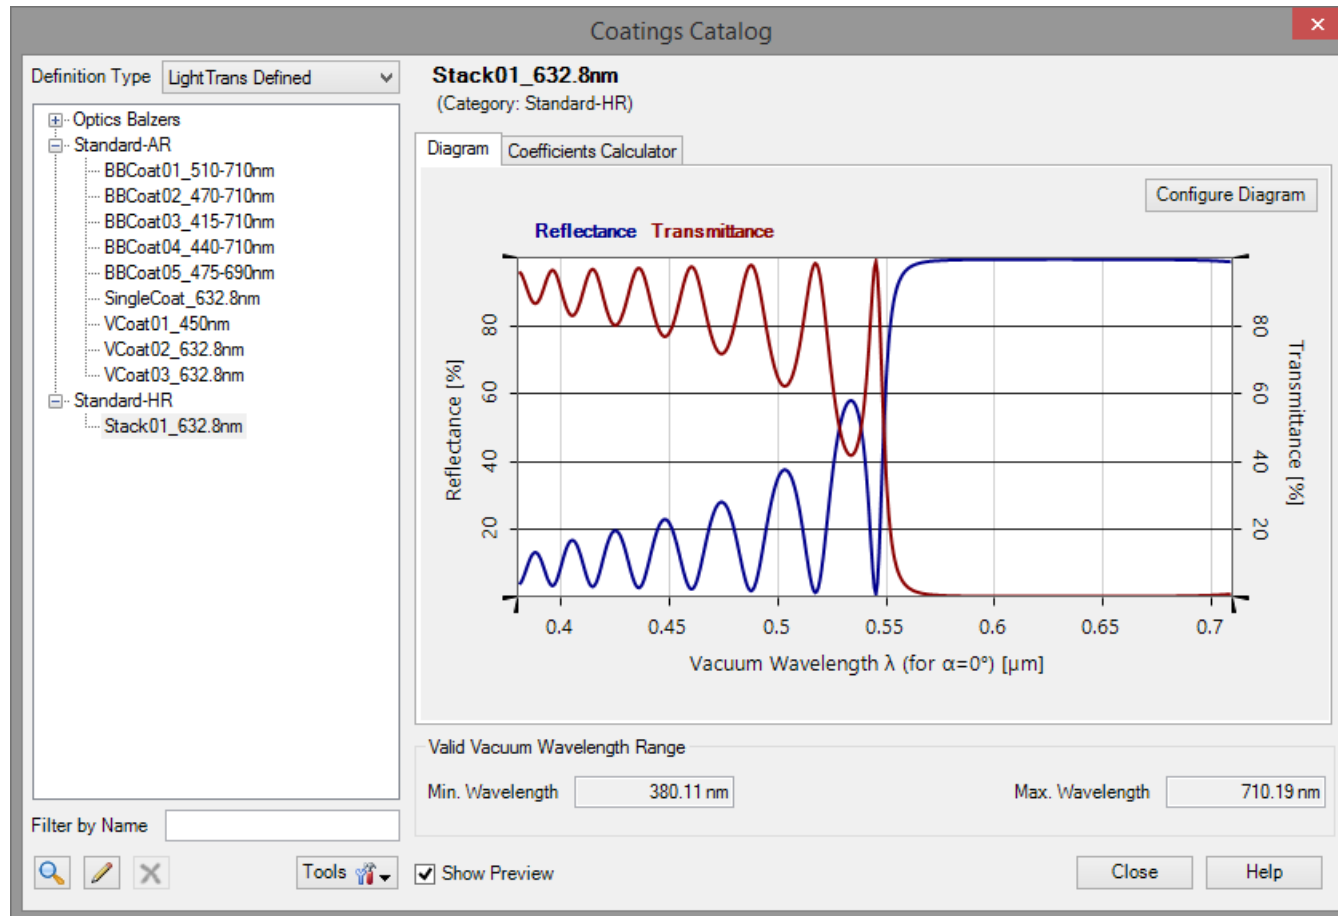 Coatings Catalog
Definition Type LightTrans Defined
Optics Balzers
Standard-AR
BBCoat01_510-710nm
BBCoat02_470-710nm
BBCoat03_415-710nm
BBCoat04_440-710nm
BBCoat05_475-690nm
SingleCoat_632.8nm
VCoat01_450nm
VCoat02_632.8nm
VCoat03_632.8nm
Standard-HR
Stack01_632.8nm
Filter by Name
Tools
Stack01_632.8nm
(Category: Standard-HR)
Diagram Coefficients Calculator
Configure Diagram
Reflectance Transmittance
Reflectance [%]
80
60
40
20
80
60
40
20
Transmittance [%]
0.4 0.45 0.5 0.55 0.6 0.65 0.7
Vacuum Wavelength λ (for α=0°) [µm]
Valid Vacuum Wavelength Range
Min. Wavelength 380.11 nm Max. Wavelength 710.19 nm
Show Preview Close Help